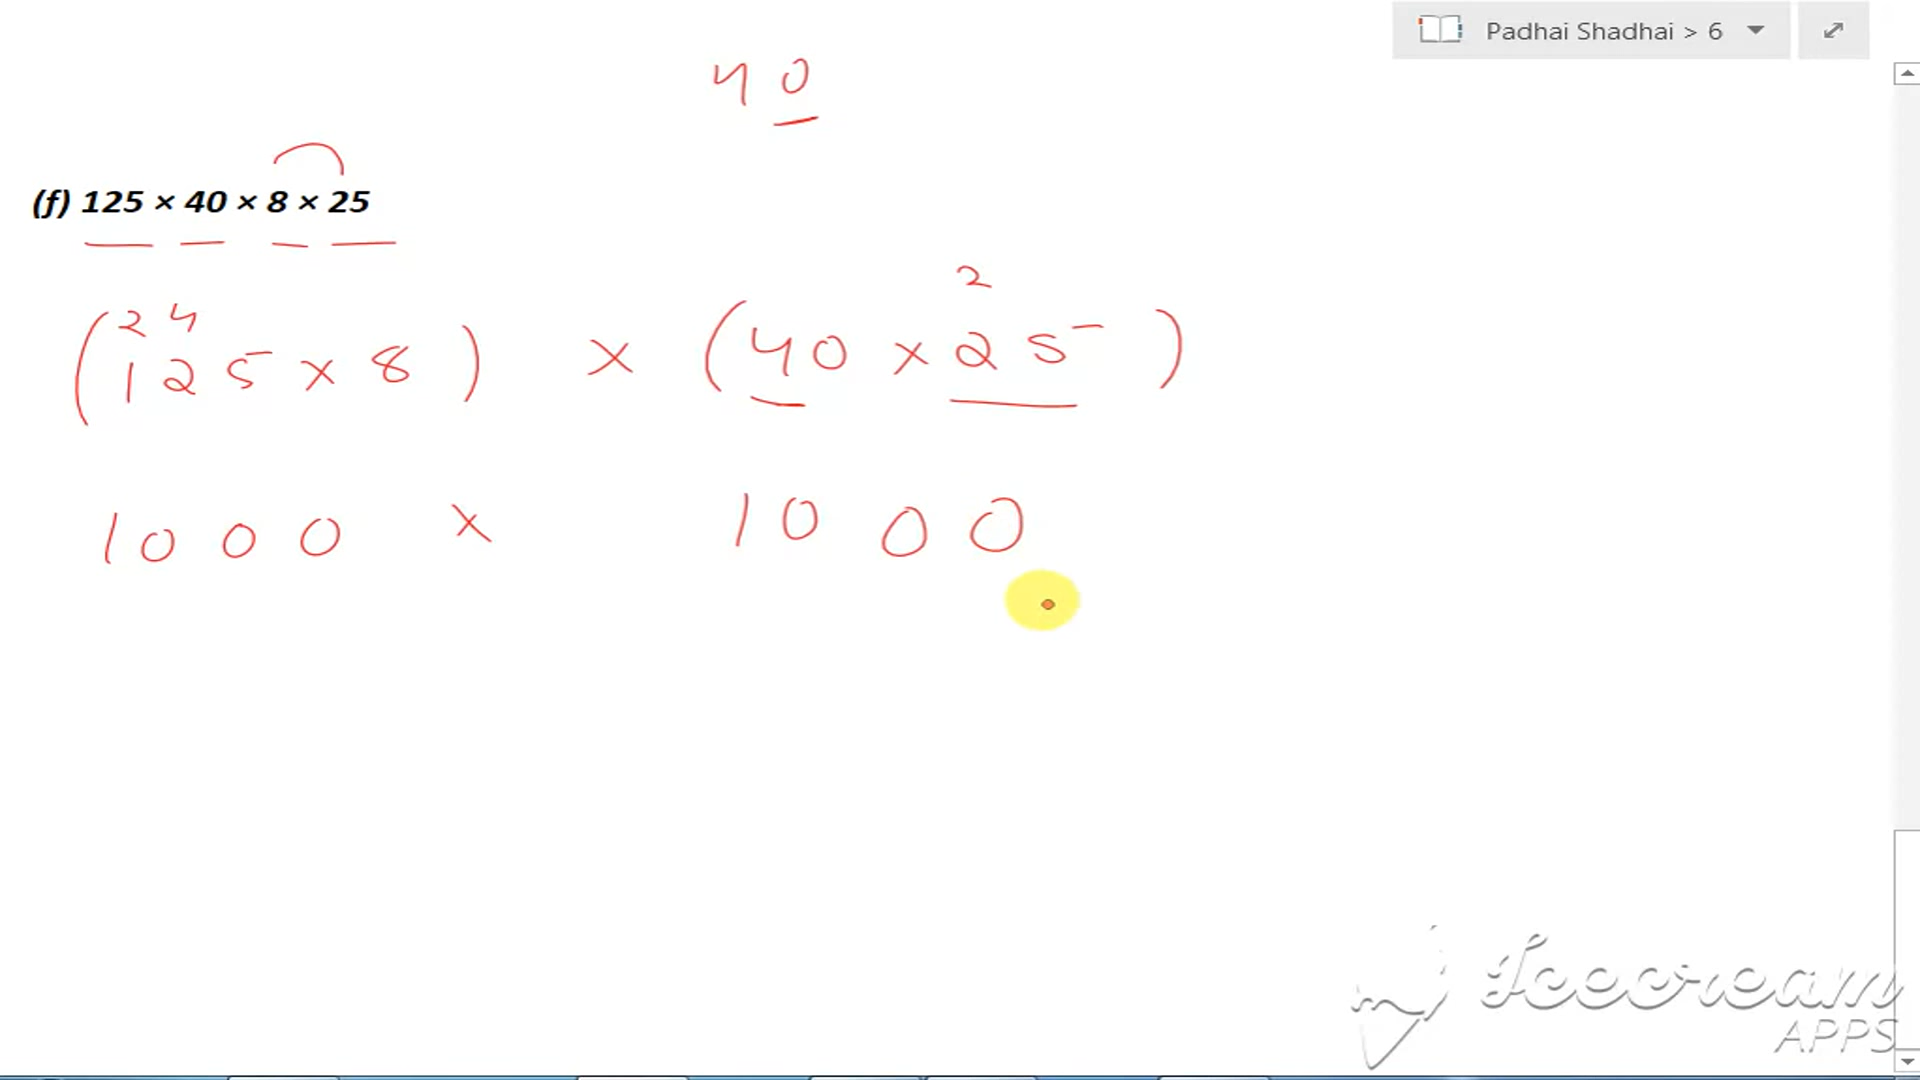 Padhai Shadhai > 6
40
(f) 125 × 40 × 8 × 25
2 4 2
(125 × 8) × (40 × 25)
1000 × 1000
Icecream
APPS